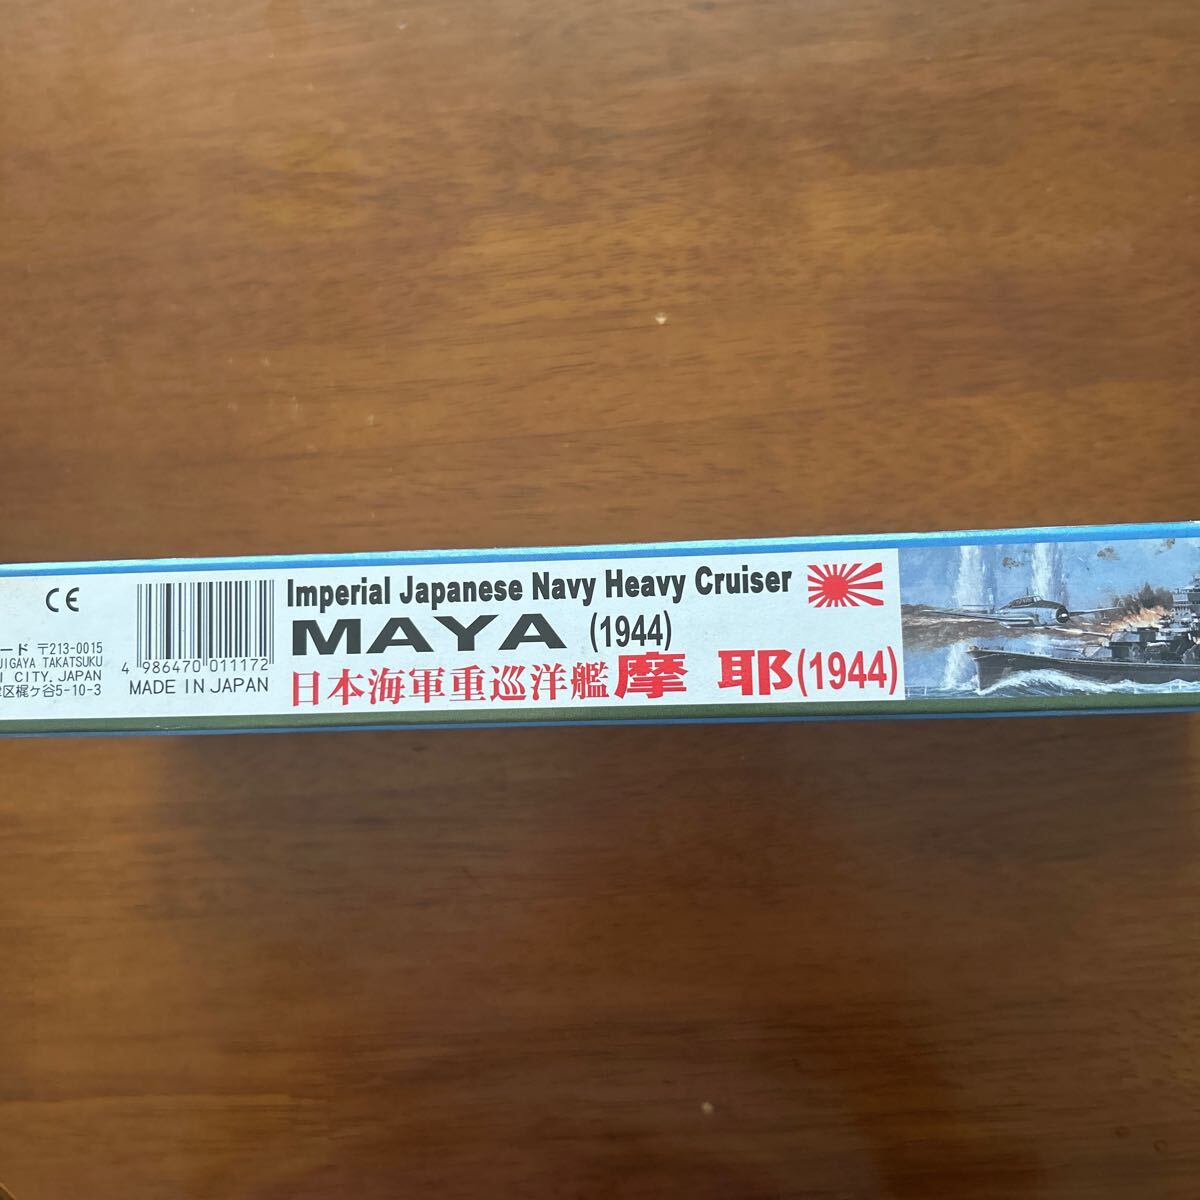 CE
ード 〒213-0015
JIGAYA TAKATSUKU
I CITY. JAPAN
区梶ヶ谷5-10-3
4 986470 011172
MADE IN JAPAN
Imperial Japanese Navy Heavy Cruiser
MAYA (1944)
日本海軍重巡洋艦 摩 耶 (1944)